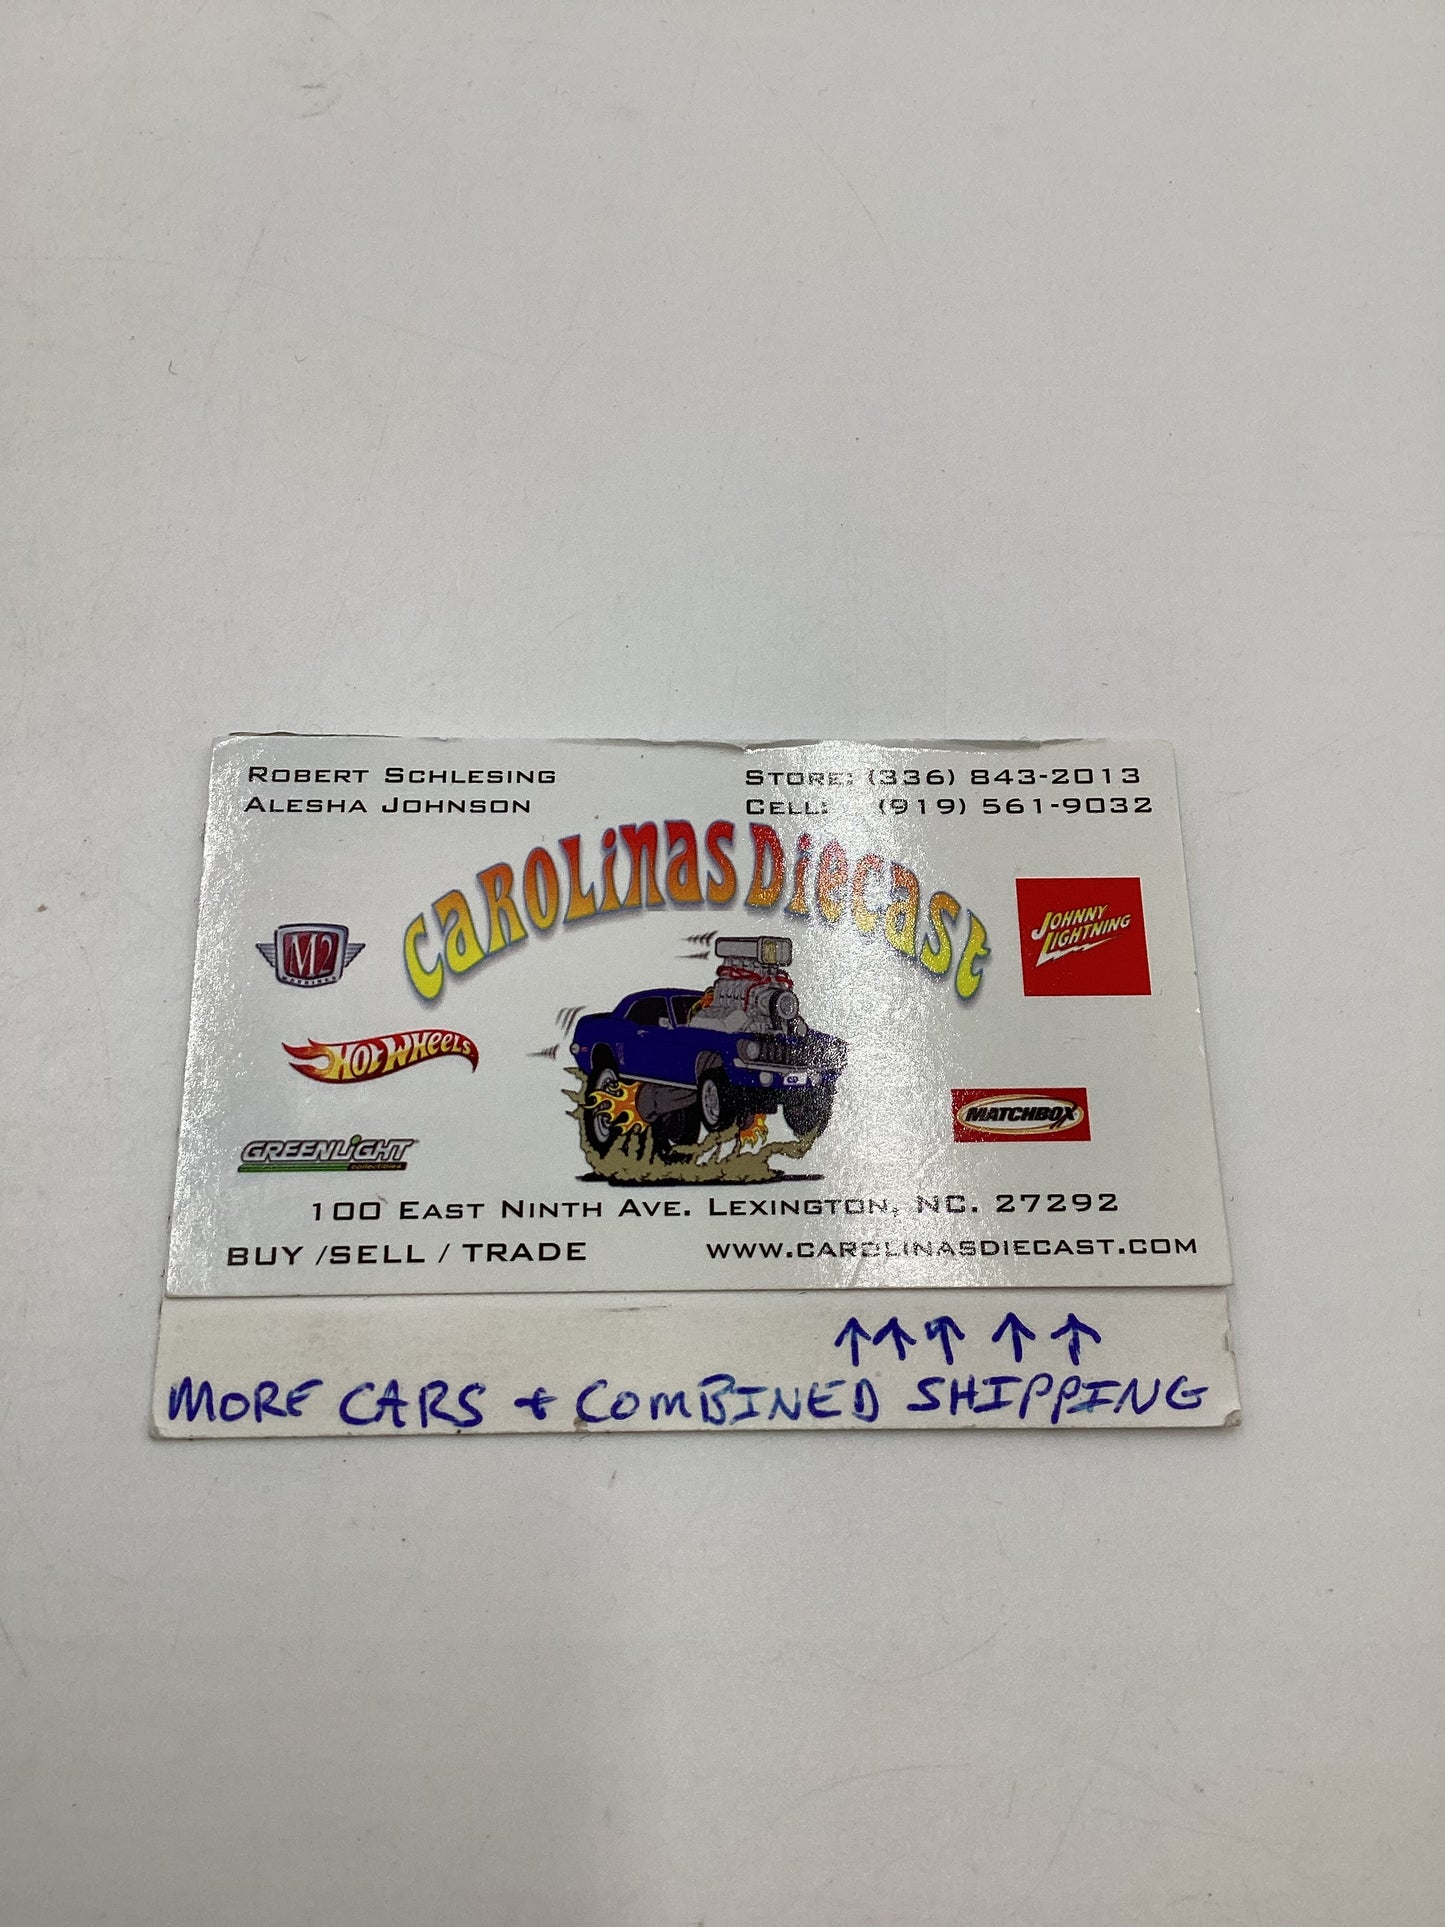 ROBERT SCHLESING
ALESHA JOHNSON
STORE: (336) 843-2013
CELL: (919) 561-9032
CAROLINAS DIECAST
M2
MACHINES
JOHNNY
LIGHTNING
HOT WHEELS
MATCHBOX
GREENLIGHT
collectibles
100 EAST NINTH AVE. LEXINGTON, NC. 27292
BUY /SELL / TRADE
WWW.CAROLINASDIECAST.COM
↑↑↑ ↑ ↑
MORE CARS + COMBINED SHIPPING